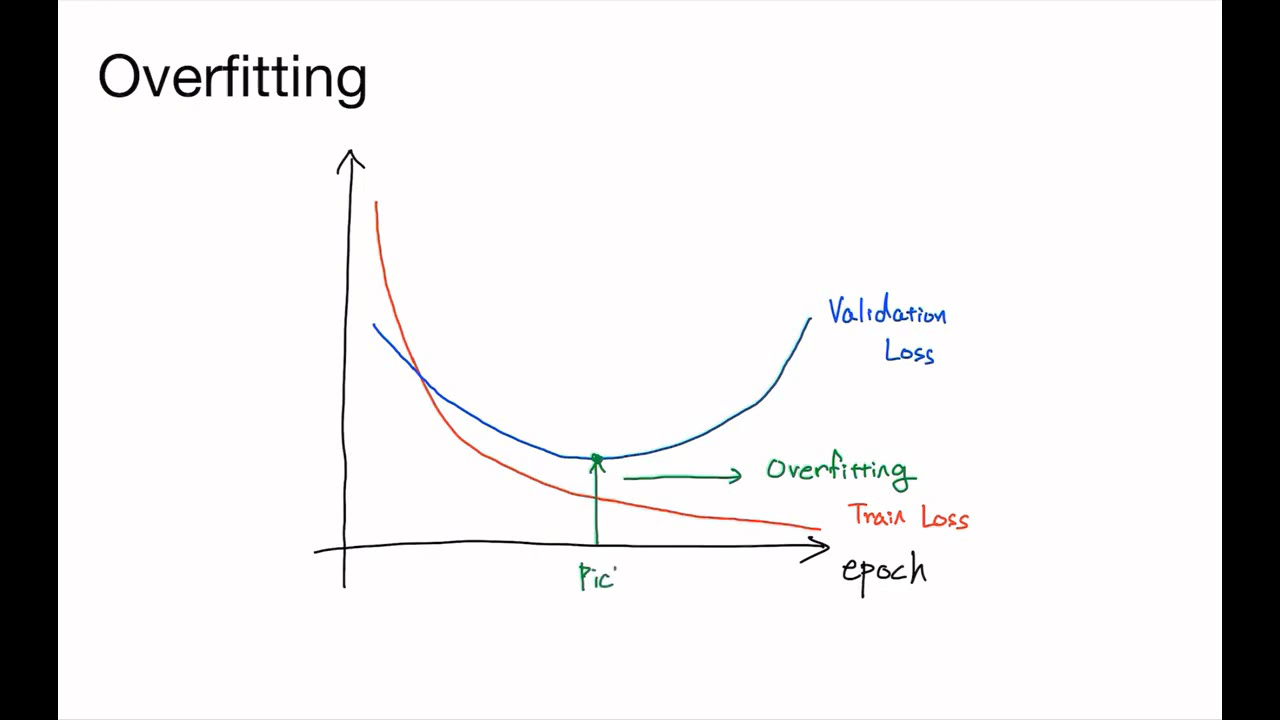 Overfitting
Validation
Loss
Overfitting
Train Loss
epoch
Pic